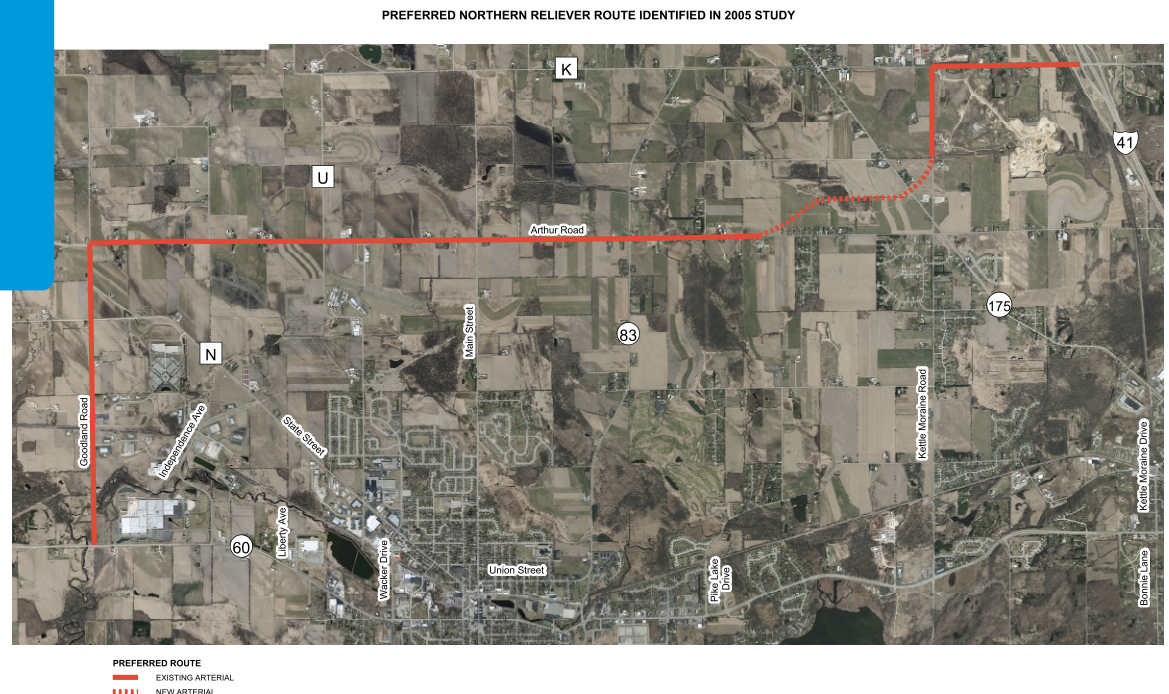 PREFERRED NORTHERN RELIEVER ROUTE IDENTIFIED IN 2005 STUDY
K
41
U
Arthur Road
175
Main Street
83
N
Kettle Moraine Road
Goodland Road
Independence Ave
State Street
Kettle Moraine Drive
60
Liberty Ave
Wacker Drive
Union Street
Pike Lake
Drive
Bonnie Lane
PREFERRED ROUTE
EXISTING ARTERIAL
NEW ARTERIAL